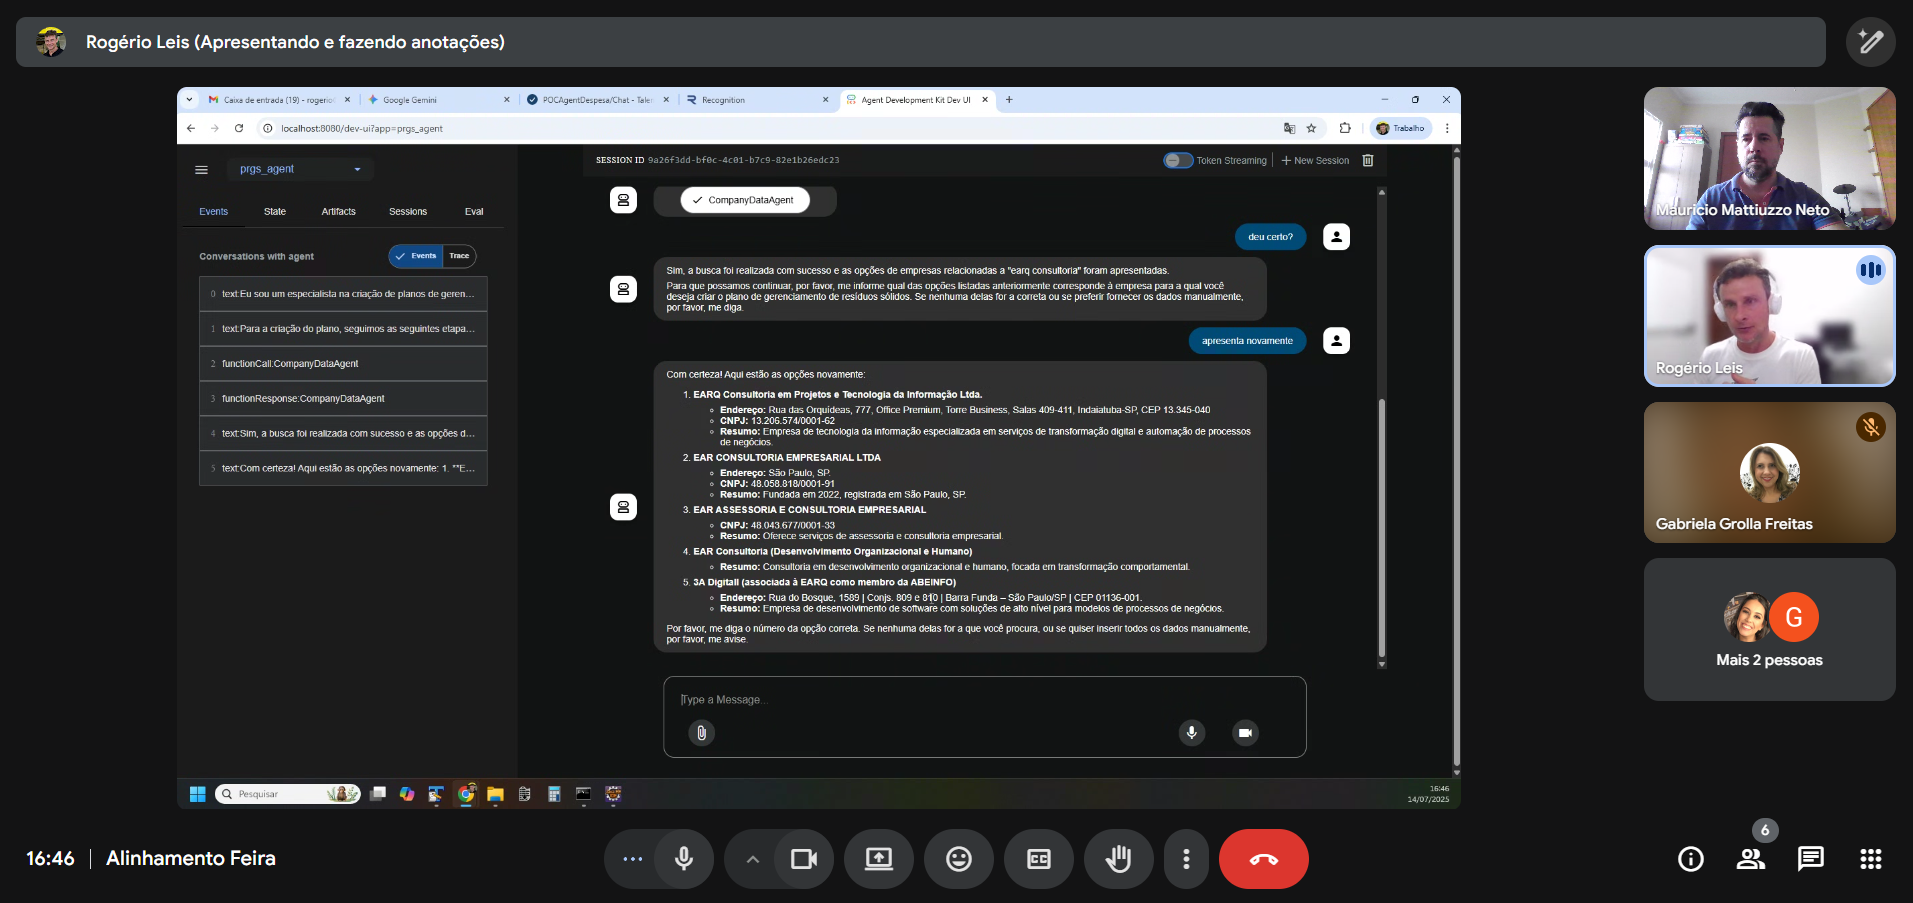 Rogério Leis (Apresentando e fazendo anotações)
Caixa de entrada (19) - rogerio
Google Gemini
POCAgentDespesa/Chat - Taler
Recognition
Agent Development Kit Dev UI
localhost:8080/dev-ui?app=prgs_agent
Trabalho
prgs_agent
SESSION ID 9a26f3dd-bf0c-4c01-b7c9-82e1b26edc23
Token Streaming
New Session
Events
State
Artifacts
Sessions
Eval
Conversations with agent
Events
Trace
0 text:Eu sou um especialista na criação de planos de geren...
1 text:Para a criação do plano, seguimos as seguintes etapa...
2 functionCall:CompanyDataAgent
3 functionResponse:CompanyDataAgent
4 text:Sim, a busca foi realizada com sucesso e as opções d...
5 text:Com certeza! Aqui estão as opções novamente: 1. **E...
CompanyDataAgent
deu certo?
Sim, a busca foi realizada com sucesso e as opções de empresas relacionadas a "earq consultoria" foram apresentadas.
Para que possamos continuar, por favor, me informe qual das opções listadas anteriormente corresponde à empresa para a qual você
deseja criar o plano de gerenciamento de resíduos sólidos. Se nenhuma delas for a correta ou se preferir fornecer os dados manualmente,
por favor, me diga.
apresenta novamente
Com certeza! Aqui estão as opções novamente:
1. EARQ Consultoria em Projetos e Tecnologia da Informação Ltda.
Endereço: Rua das Orquídeas, 777, Office Premium, Torre Business, Salas 409-411, Indaiatuba-SP, CEP 13.345-040
CNPJ: 13.206.574/0001-62
Resumo: Empresa de tecnologia da informação especializada em serviços de transformação digital e automação de processos
de negócios.
2. EAR CONSULTORIA EMPRESARIAL LTDA
Endereço: São Paulo, SP.
CNPJ: 48.058.818/0001-91
Resumo: Fundada em 2022, registrada em São Paulo, SP.
3. EAR ASSESSORIA E CONSULTORIA EMPRESARIAL
CNPJ: 48.043.677/0001-33
Resumo: Oferece serviços de assessoria e consultoria empresarial.
4. EAR Consultoria (Desenvolvimento Organizacional e Humano)
Resumo: Consultoria em desenvolvimento organizacional e humano, focada em transformação comportamental.
5. 3A Digitall (associada à EARQ como membro da ABEINFO)
Endereço: Rua do Bosque, 1589 | Conjs. 809 e 810 | Barra Funda – São Paulo/SP | CEP 01136-001.
Resumo: Empresa de desenvolvimento de software com soluções de alto nível para modelos de processos de negócios.
Por favor, me diga o número da opção correta. Se nenhuma delas for a que você procura, ou se quiser inserir todos os dados manualmente,
por favor, me avise.
Type a Message...
Pesquisar
16:46
14/07/2025
Mauricio Mattiuzzo Neto
Rogério Leis
Gabriela Grolla Freitas
G
Mais 2 pessoas
16:46 | Alinhamento Feira
CC
6